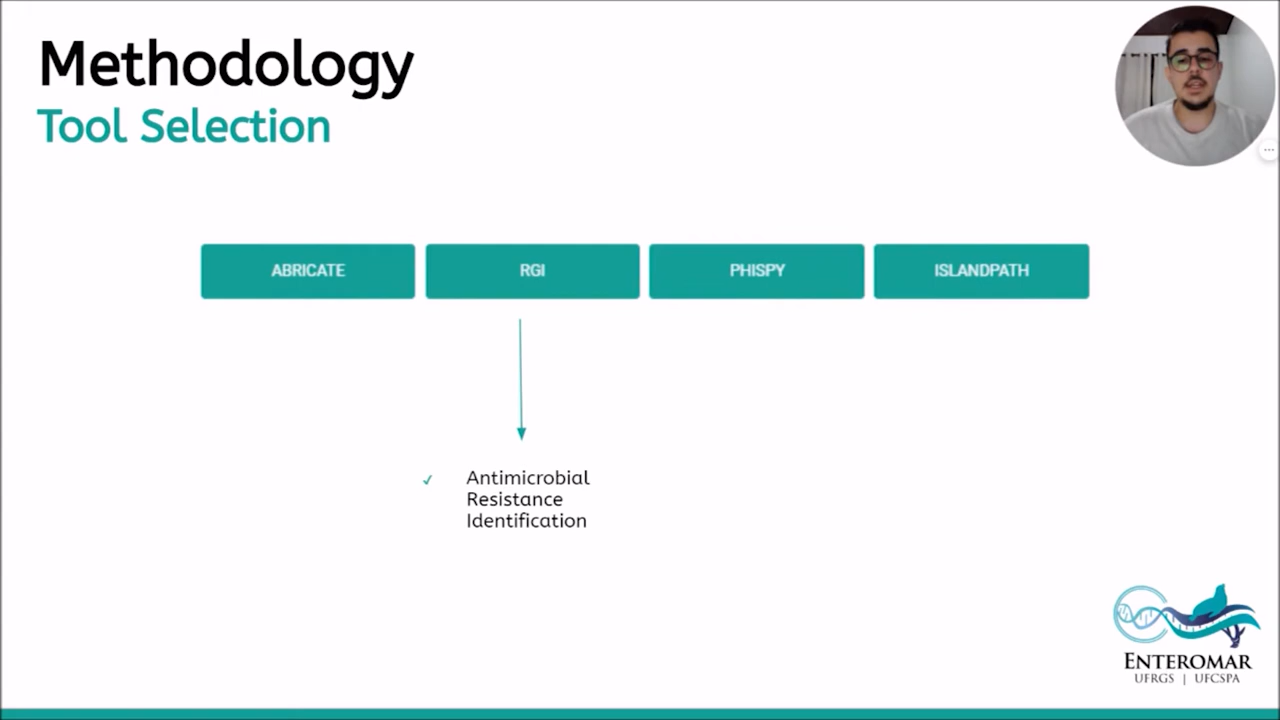 Methodology
Tool Selection
ABRICATE
RGI
PHISPY
ISLANDPATH
✓ Antimicrobial
Resistance
Identification
ENTEROMAR
UFRGS | UFCSPA